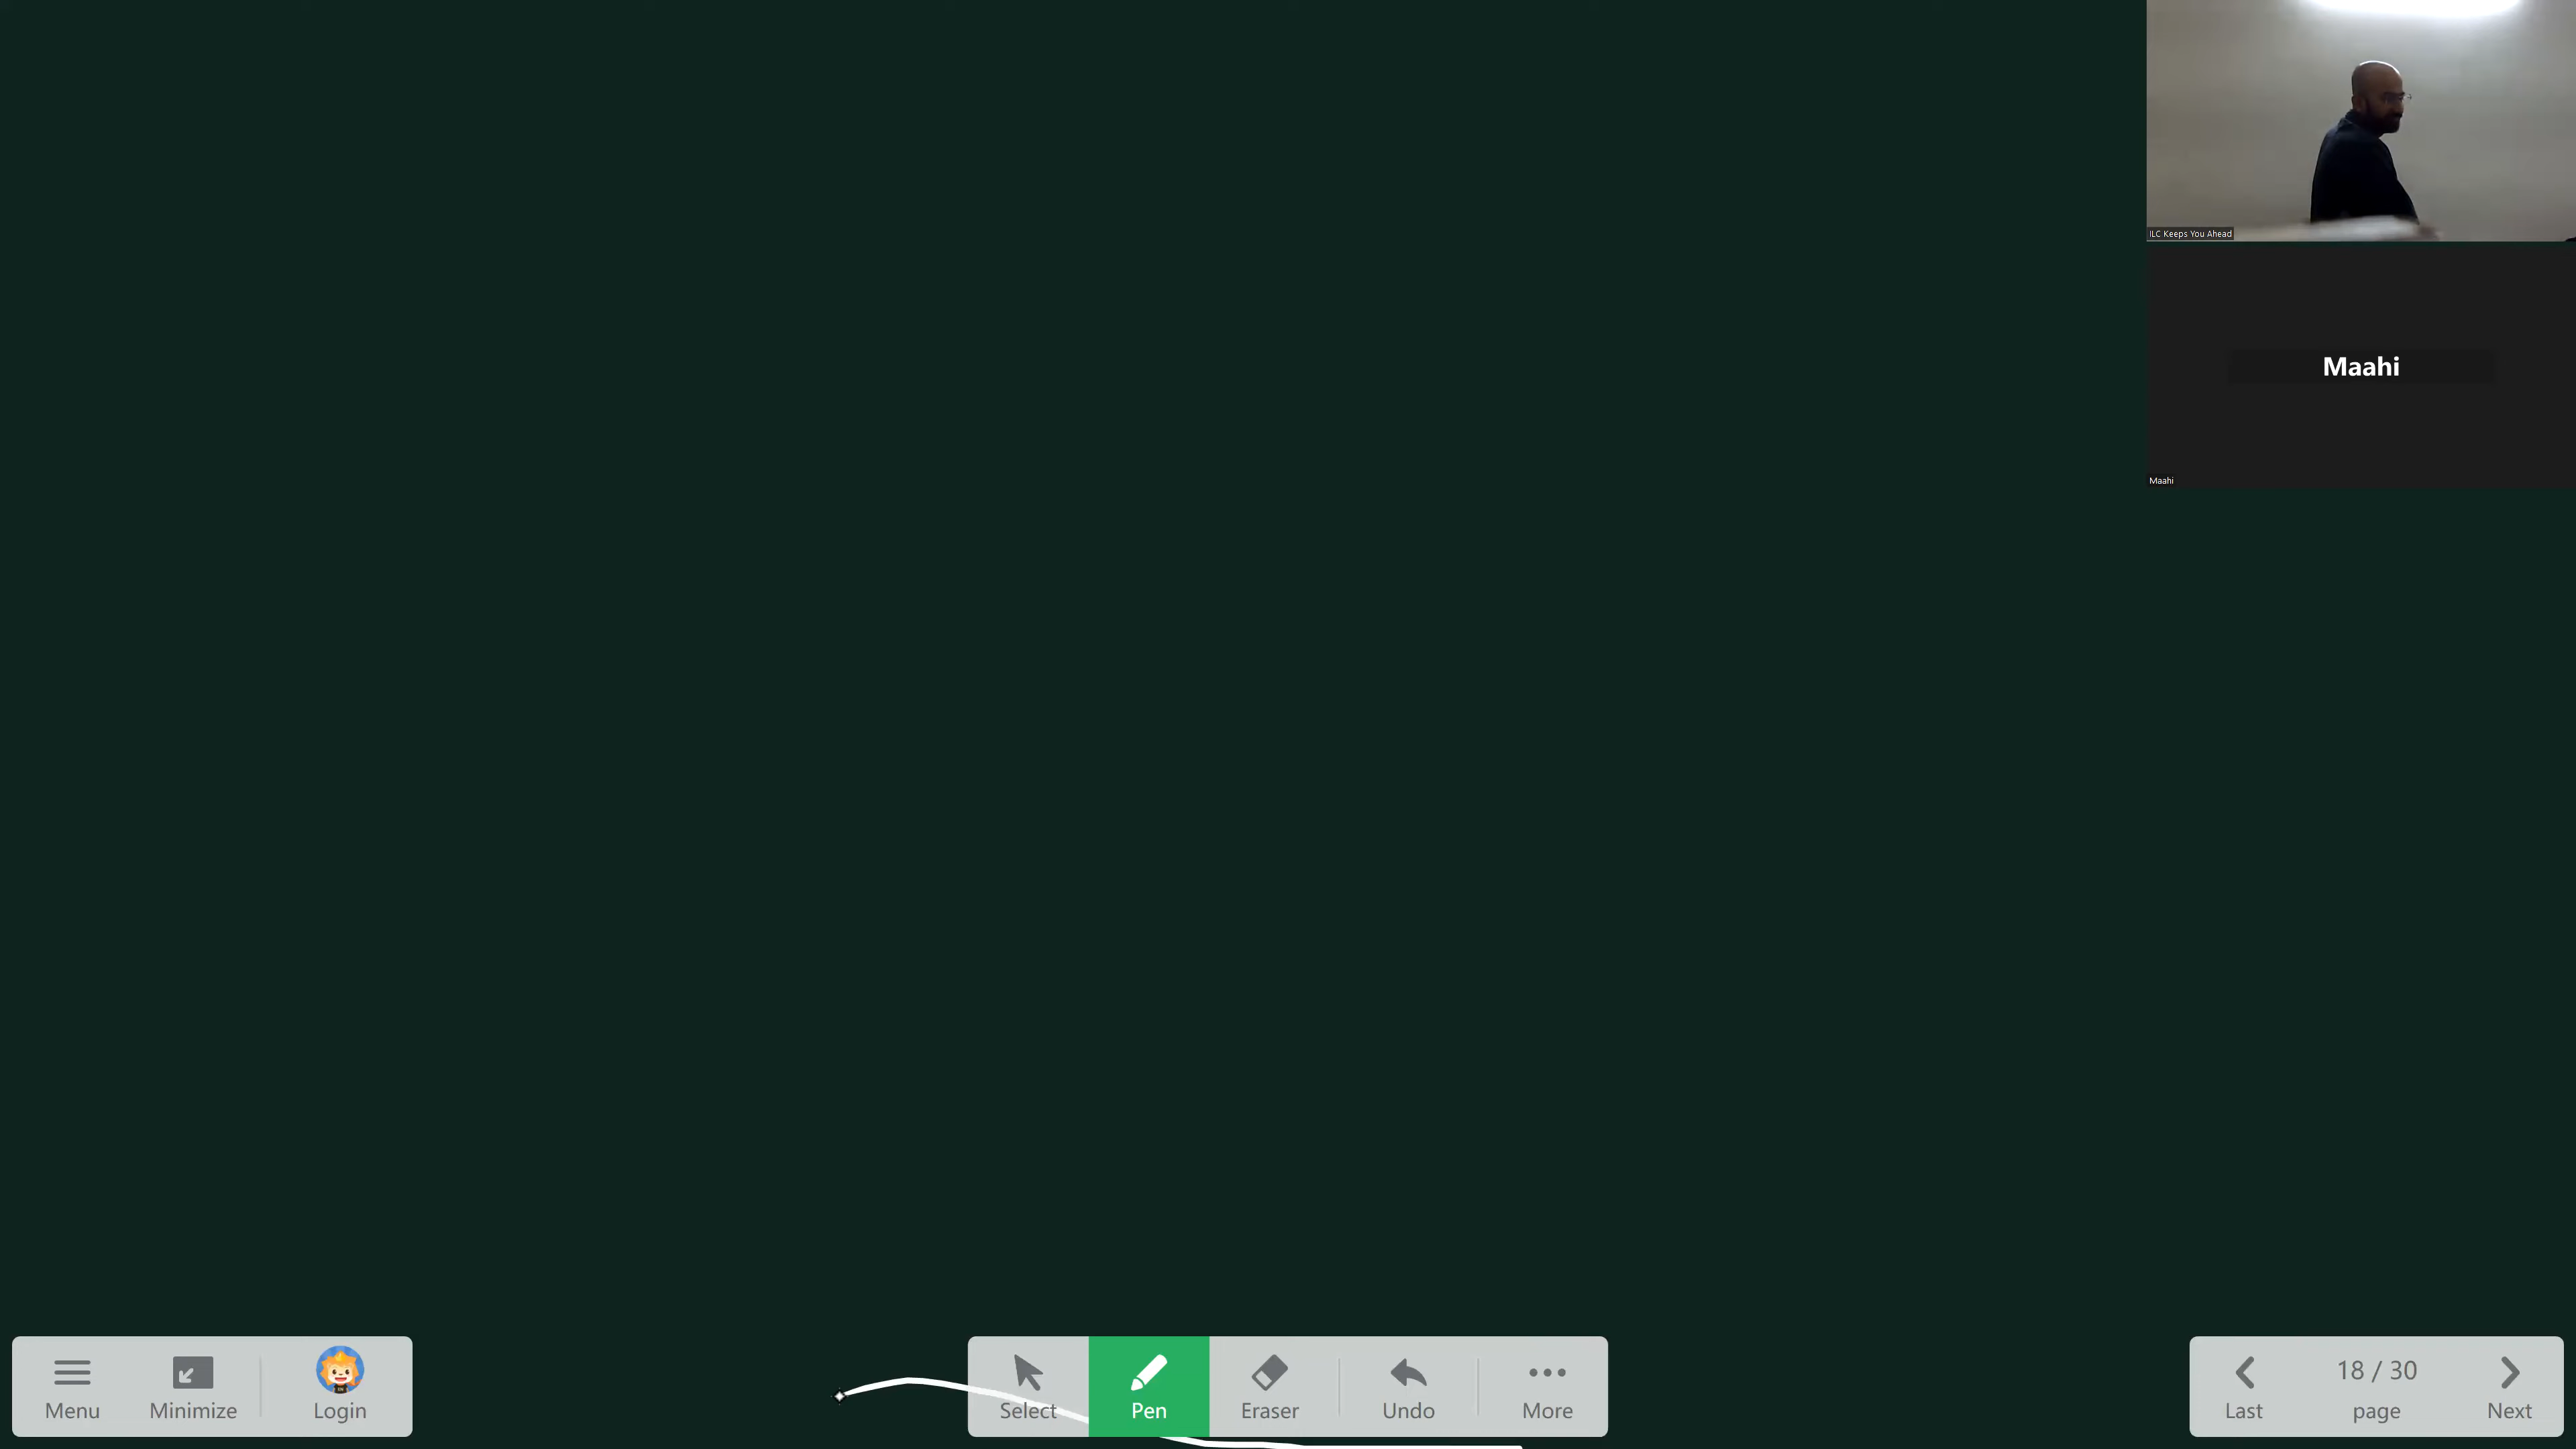 ILC Keeps You Ahead
Maahi
Maahi
Menu
Minimize
Login
Select
Pen
Eraser
Undo
More
Last
18 / 30
page
Next